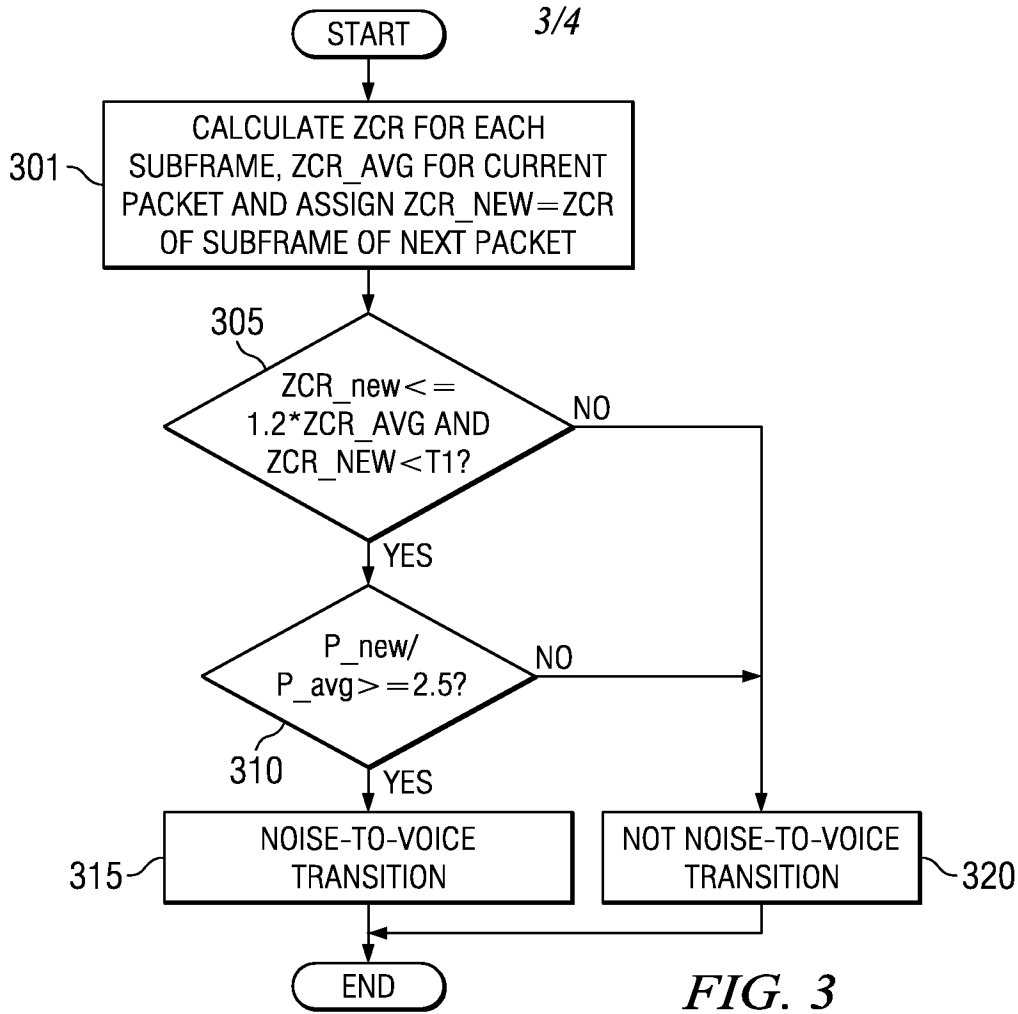 START
3/4
CALCULATE ZCR FOR EACH
SUBFRAME, ZCR_AVG FOR CURRENT
PACKET AND ASSIGN ZCR_NEW=ZCR
OF SUBFRAME OF NEXT PACKET
301
305
ZCR_new<=
1.2*ZCR_AVG AND
ZCR_NEW<T1?
NO
YES
P_new/
P_avg>=2.5?
NO
310
YES
NOISE-TO-VOICE
TRANSITION
315
NOT NOISE-TO-VOICE
TRANSITION
320
END
FIG. 3